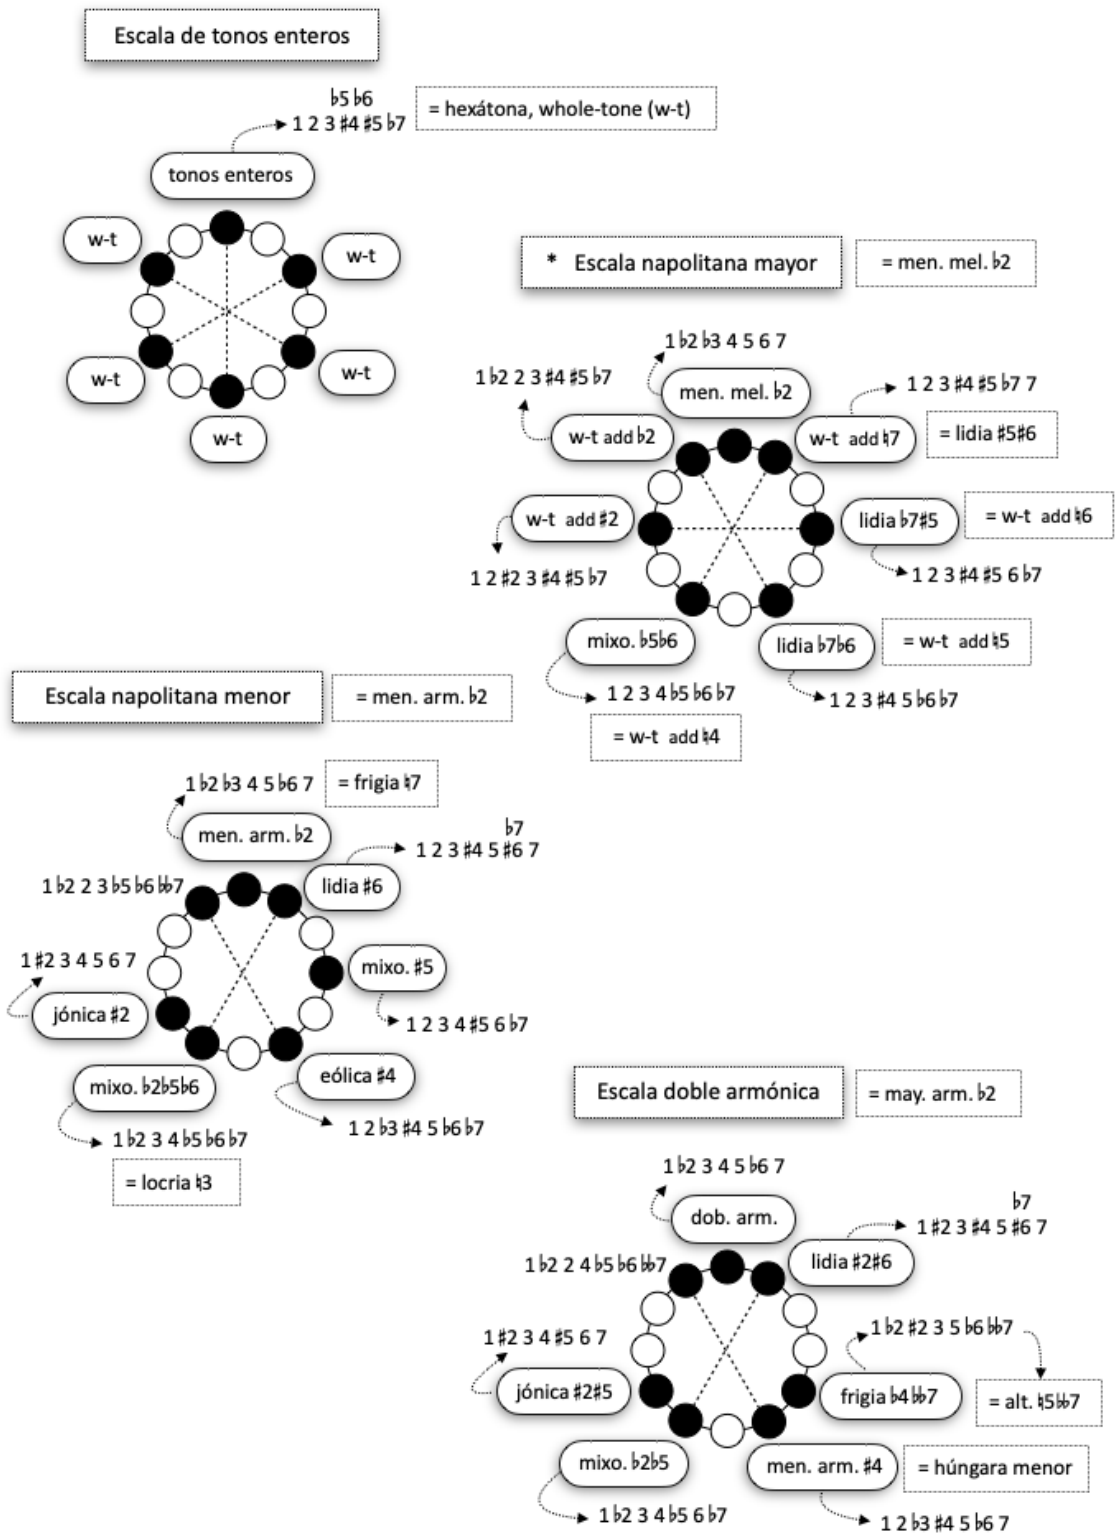 Escala de tonos enteros
♭5 ♭6
1 2 3 ♯4 ♯5 ♭7
= hexátona, whole-tone (w-t)
tonos enteros
w-t
w-t
w-t
w-t
w-t
* Escala napolitana mayor
= men. mel. ♭2
1 ♭2 ♭3 4 5 6 7
men. mel. ♭2
1 ♭2 2 3 ♯4 ♯5 ♭7
w-t add ♭2
1 2 3 ♯4 ♯5 ♭7 7
w-t add ♮7
= lidia ♯5♯6
w-t add ♯2
1 2 ♯2 3 ♯4 ♯5 ♭7
lidia ♭7♯5
= w-t add ♮6
1 2 3 ♯4 ♯5 6 ♭7
mixo. ♭5♭6
1 2 3 4 ♭5 ♭6 ♭7
= w-t add ♮4
lidia ♭7♭6
= w-t add ♮5
1 2 3 ♯4 5 ♭6 ♭7
Escala napolitana menor
= men. arm. ♭2
1 ♭2 ♭3 4 5 ♭6 7
= frigia ♮7
men. arm. ♭2
♭7
1 2 3 ♯4 5 ♯6 7
lidia ♯6
1 ♭2 2 3 ♭5 ♭6 ♭♭7
1 ♯2 3 4 5 6 7
jónica ♯2
mixo. ♯5
1 2 3 4 ♯5 6 ♭7
mixo. ♭2♭5♭6
1 ♭2 3 4 ♭5 ♭6 ♭7
= locria ♮3
eólica ♯4
1 2 ♭3 ♯4 5 ♭6 ♭7
Escala doble armónica
= may. arm. ♭2
1 ♭2 3 4 5 ♭6 7
dob. arm.
♭7
1 ♯2 3 ♯4 5 ♯6 7
lidia ♯2♯6
1 ♭2 2 4 ♭5 ♭6 ♭♭7
1 ♯2 3 4 ♯5 6 7
jónica ♯2♯5
1 ♭2 ♯2 3 5 ♭6 ♭♭7
frigia ♭4 ♭♭7
= alt. ♮5♭♭7
mixo. ♭2♭5
1 ♭2 3 4 ♭5 6 ♭7
men. arm. ♯4
= húngara menor
1 2 ♭3 ♯4 5 ♭6 7